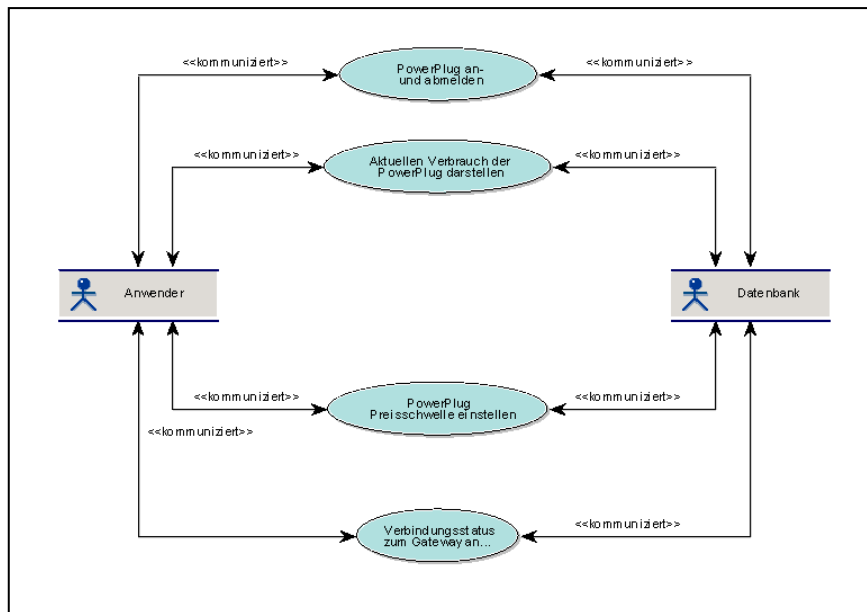 <<kommuniziert>>
PowerPlug an-
und abmelden
<<kommuniziert>>
<<kommuniziert>>
Aktuellen Verbrauch der
PowerPlug darstellen
<<kommuniziert>>
Anwender
Datenbank
<<kommuniziert>>
PowerPlug
Preisschwelle einstellen
<<kommuniziert>>
<<kommuniziert>>
Verbindungsstatus
zum Gateway an...
<<kommuniziert>>